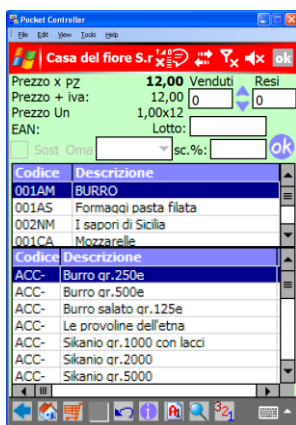 Pocket Controller
File Edit View Tools Help
Casa del fiore S.r
ok
Prezzo x PZ 12,00 Venduti Resi
Prezzo + iva: 12,00 0 0
Prezzo Un 1,00x12
EAN: Lotto:
Sost Oma sc.%: ok
Codice Descrizione
001AM BURRO
001AS Formaggi pasta filata
002NM I sapori di Sicilia
001CA Mozzarelle
Codice Descrizione
ACC- Burro gr.250e
ACC- Burro gr.500e
ACC- Burro salato gr.125e
ACC- Le provoline dell'etna
ACC- Sikanio gr.1000 con lacci
ACC- Sikanio gr.2000
ACC- Sikanio gr.5000
321